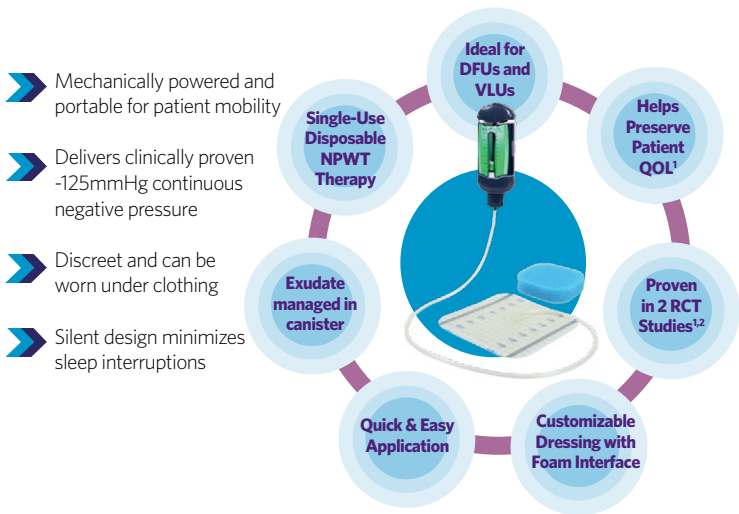 Mechanically powered and
portable for patient mobility
Delivers clinically proven
-125mmHg continuous
negative pressure
Discreet and can be
worn under clothing
Silent design minimizes
sleep interruptions
Ideal for
DFUs and
VLUs
Helps
Preserve
Patient
QOL¹
Proven
in 2 RCT
Studies¹,²
Customizable
Dressing with
Foam Interface
Quick & Easy
Application
Exudate
managed in
canister
Single-Use
Disposable
NPWT
Therapy